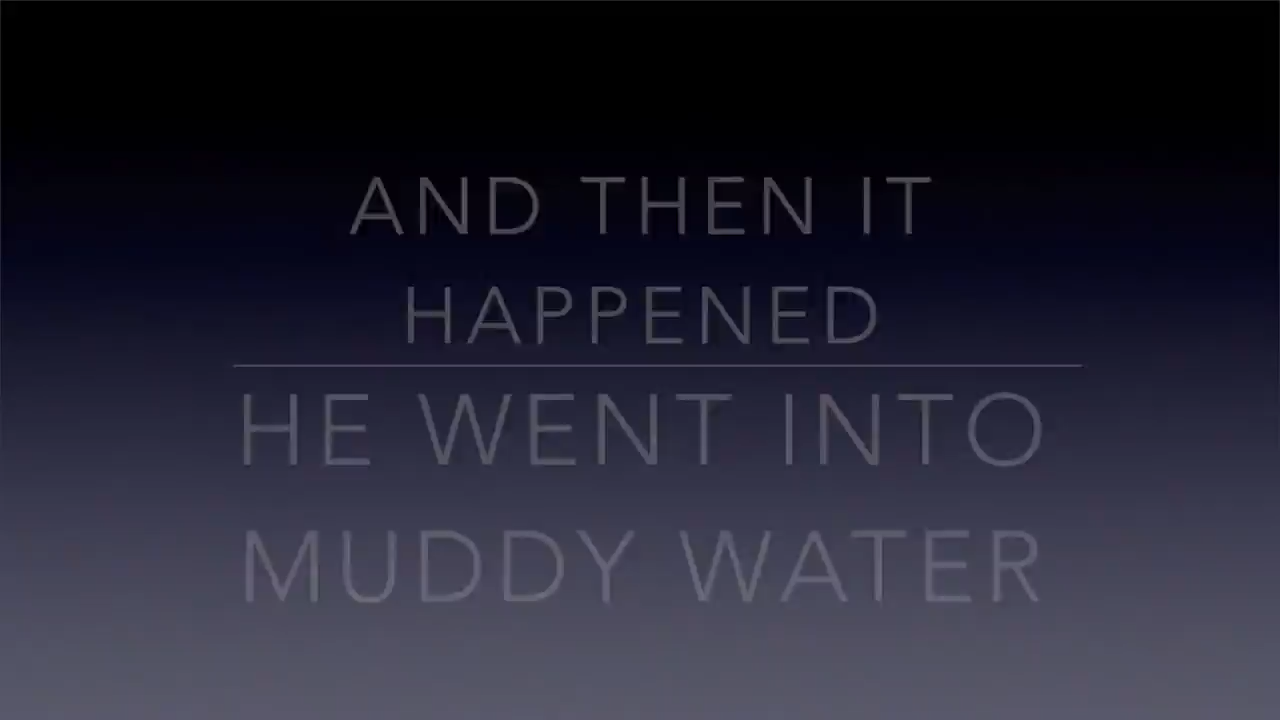 AND THEN IT
HAPPENED
HE WENT INTO
MUDDY WATER